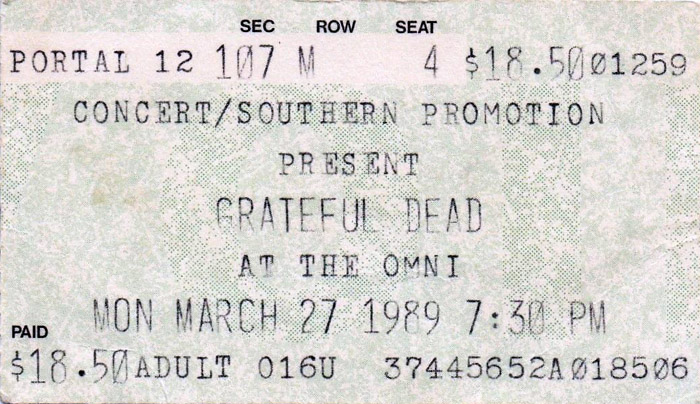 SEC ROW SEAT
PORTAL 12 107 M 4 $18.50 01259
CONCERT/SOUTHERN PROMOTION
PRESENT
GRATEFUL DEAD
AT THE OMNI
MON MARCH 27 1989 7:30 PM
PAID
$18.50 ADULT 016U 37445652A018506